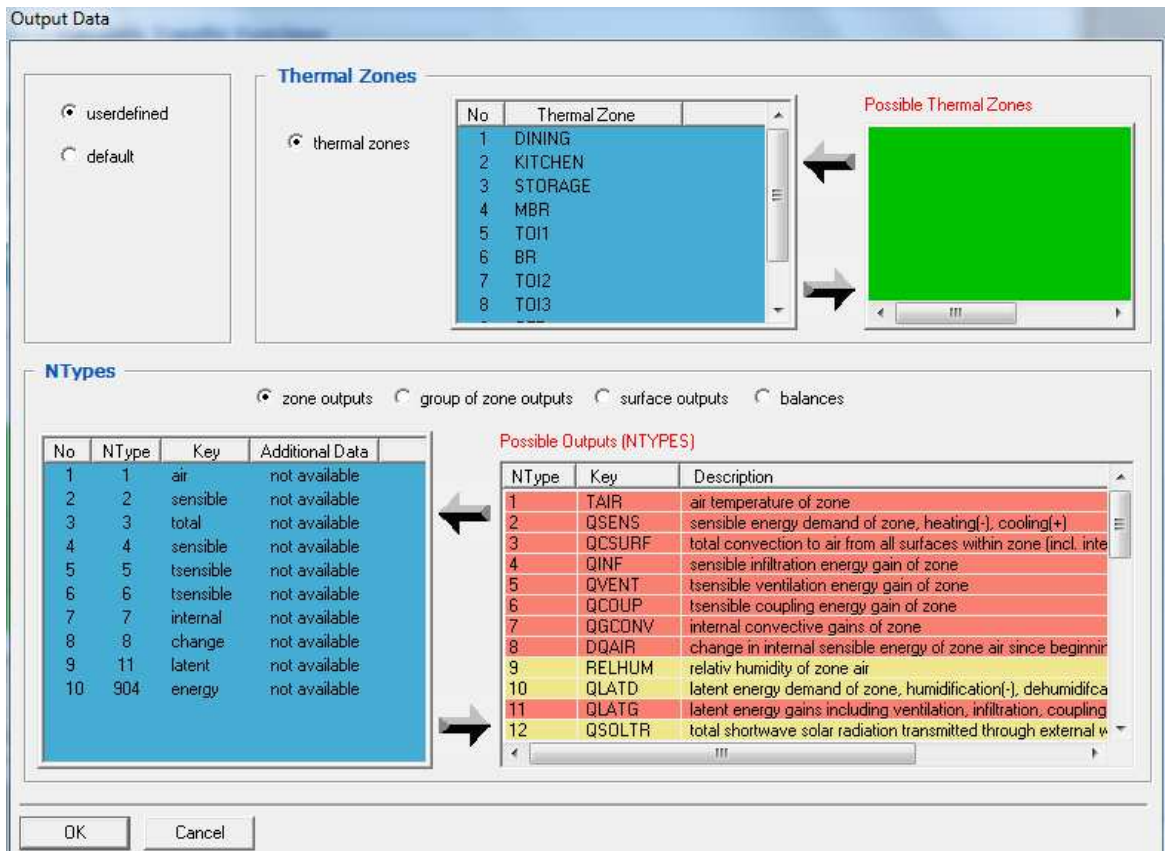 Output Data
userdefined
default
Thermal Zones
thermal zones
No Thermal Zone
1 DINING
2 KITCHEN
3 STORAGE
4 MBR
5 TOI1
6 BR
7 TOI2
8 TOI3
Possible Thermal Zones
NTypes
zone outputs group of zone outputs surface outputs balances
No NType Key Additional Data
1 1 air not available
2 2 sensible not available
3 3 total not available
4 4 sensible not available
5 5 tsensible not available
6 6 tsensible not available
7 7 internal not available
8 8 change not available
9 11 latent not available
10 904 energy not available
Possible Outputs (NTYPES)
NType Key Description
1 TAIR air temperature of zone
2 QSENS sensible energy demand of zone, heating(-), cooling(+)
3 QCSURF total convection to air from all surfaces within zone (incl. inte
4 QINF sensible infiltration energy gain of zone
5 QVENT tsensible ventilation energy gain of zone
6 QCOUP tsensible coupling energy gain of zone
7 QGCONV internal convective gains of zone
8 DQAIR change in internal sensible energy of zone air since beginnin
9 RELHUM relativ humidity of zone air
10 QLATD latent energy demand of zone, humidification(-), dehumidifca
11 QLATG latent energy gains including ventilation, infiltration, coupling
12 QSOLTR total shortwave solar radiation transmitted through external w
OK Cancel